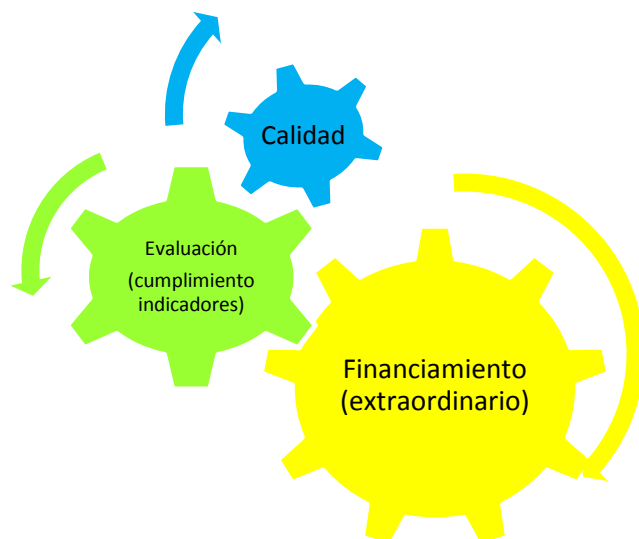 Calidad
Evaluación
(cumplimiento
indicadores)
Financiamiento
(extraordinario)